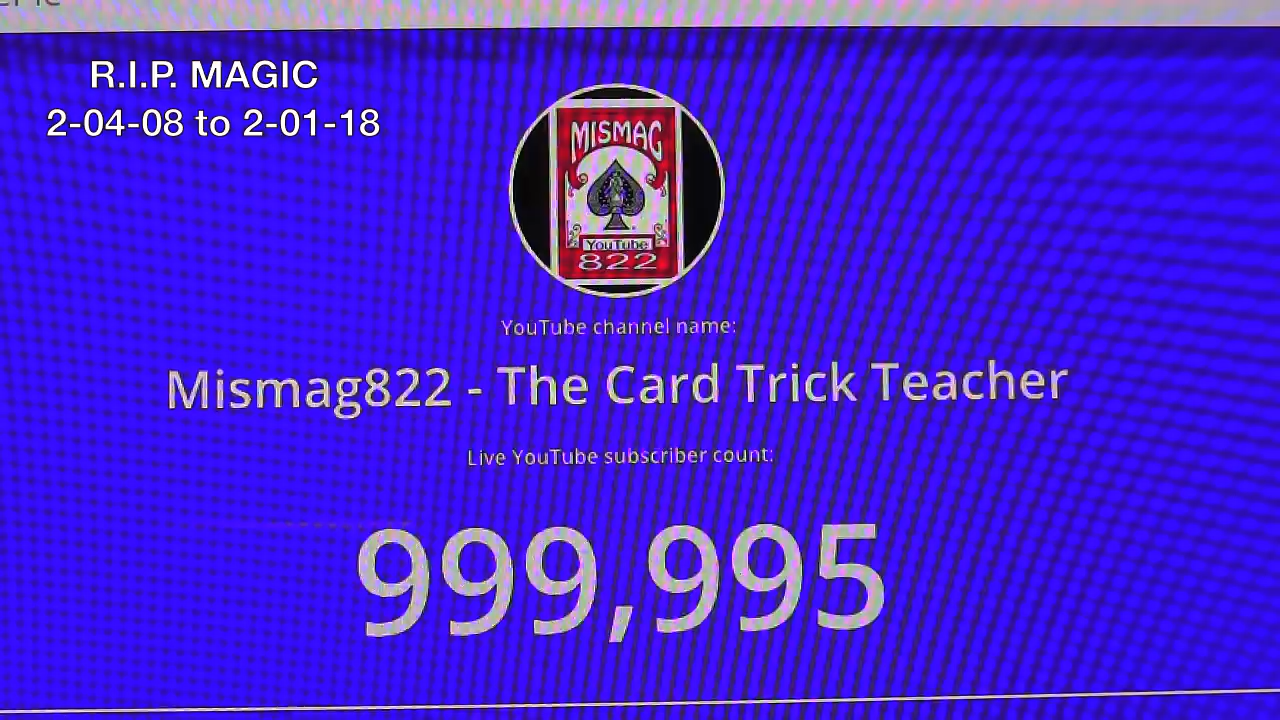 R.I.P. MAGIC
2-04-08 to 2-01-18
MISMAG
YouTube
822
YouTube channel name:
Mismag822 - The Card Trick Teacher
Live YouTube subscriber count:
999,995